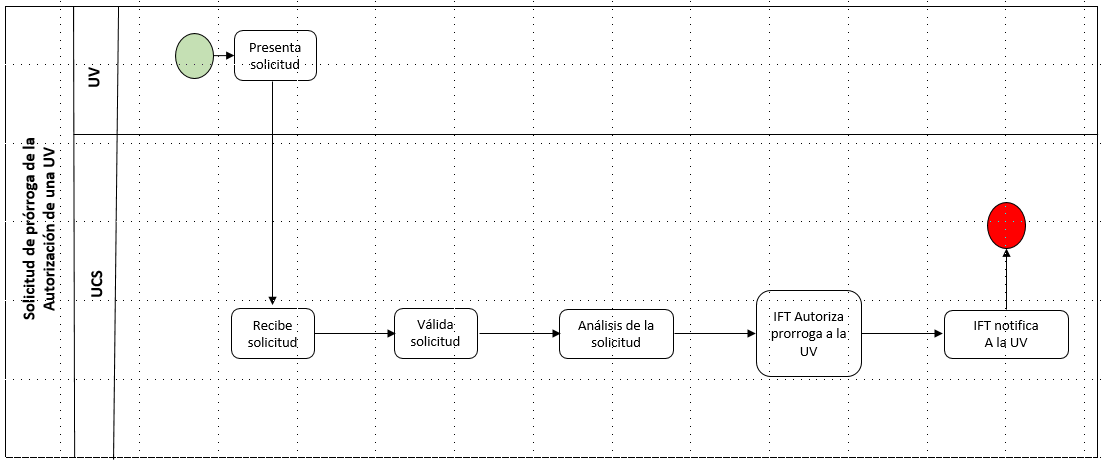 Solicitud de prórroga de la
Autorización de una UV
UV
Presenta
solicitud
UCS
Recibe
solicitud
Válida
solicitud
Análisis de la
solicitud
IFT Autoriza
prorroga a la
UV
IFT notifica
A la UV